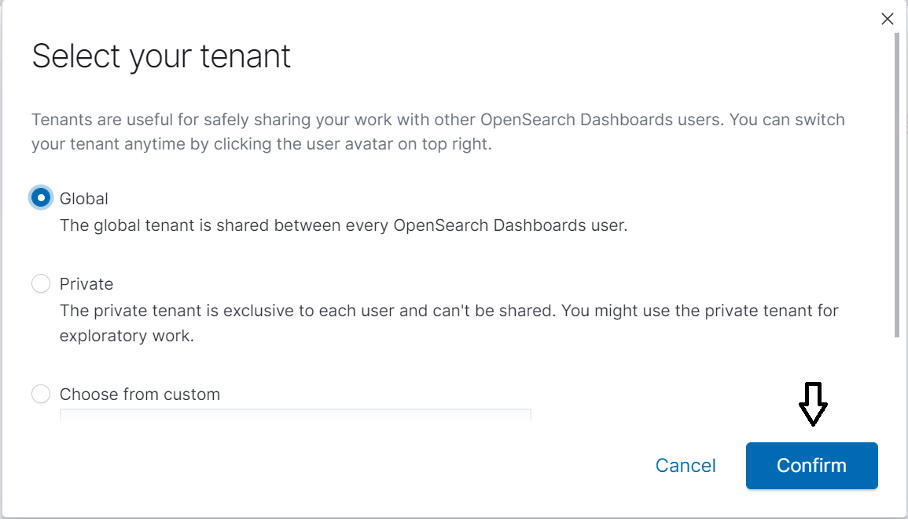 Select your tenant
Tenants are useful for safely sharing your work with other OpenSearch Dashboards users. You can switch
your tenant anytime by clicking the user avatar on top right.
Global
The global tenant is shared between every OpenSearch Dashboards user.
Private
The private tenant is exclusive to each user and can't be shared. You might use the private tenant for
exploratory work.
Choose from custom
Cancel
Confirm